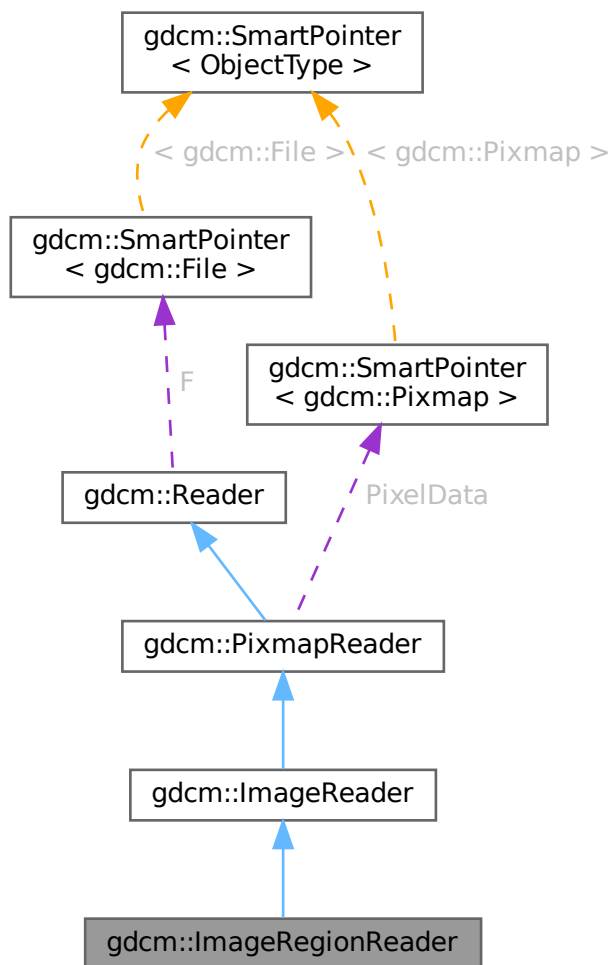 gdcm::SmartPointer
< ObjectType >
< gdcm::File >
< gdcm::Pixmap >
gdcm::SmartPointer
< gdcm::File >
gdcm::SmartPointer
< gdcm::Pixmap >
F
gdcm::Reader
PixelData
gdcm::PixmapReader
gdcm::ImageReader
gdcm::ImageRegionReader